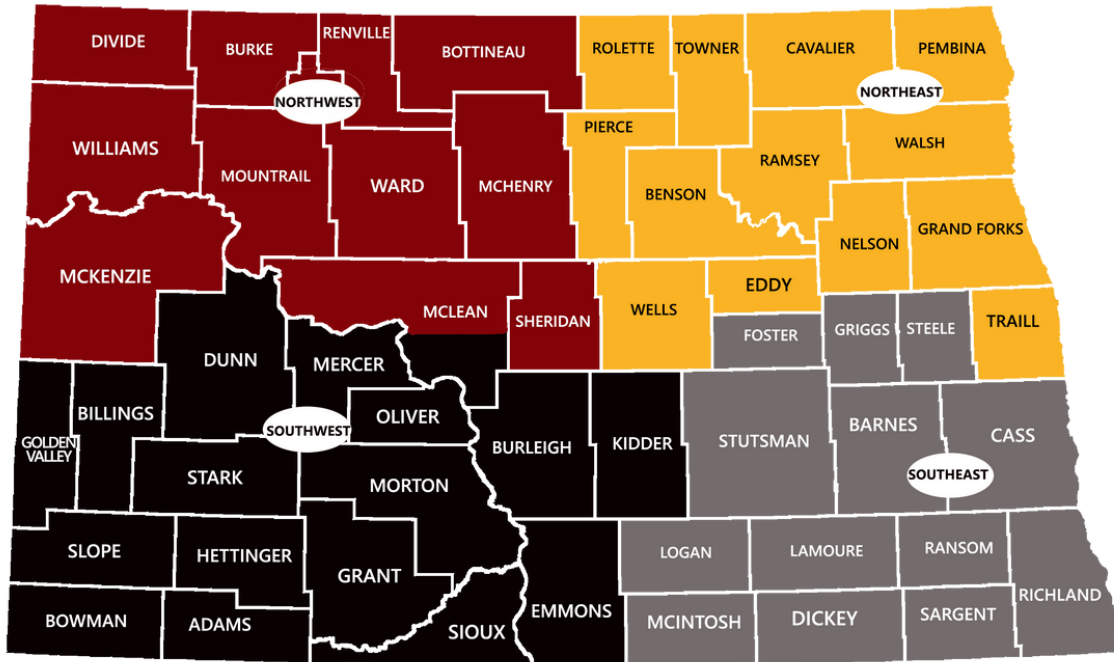 DIVIDE
BURKE
RENVILLE
BOTTINEAU
ROLETTE
TOWNER
CAVALIER
PEMBINA
NORTHWEST
NORTHEAST
WILLIAMS
MOUNTRAIL
WARD
MCHENRY
PIERCE
BENSON
RAMSEY
WALSH
NELSON
GRAND FORKS
MCKENZIE
MCLEAN
SHERIDAN
WELLS
EDDY
FOSTER
GRIGGS
STEELE
TRAILL
DUNN
MERCER
OLIVER
BILLINGS
GOLDEN
VALLEY
SOUTHWEST
STARK
MORTON
BURLEIGH
KIDDER
STUTSMAN
BARNES
CASS
SOUTHEAST
SLOPE
HETTINGER
GRANT
LOGAN
LAMOURE
RANSOM
RICHLAND
BOWMAN
ADAMS
SIOUX
EMMONS
MCINTOSH
DICKEY
SARGENT